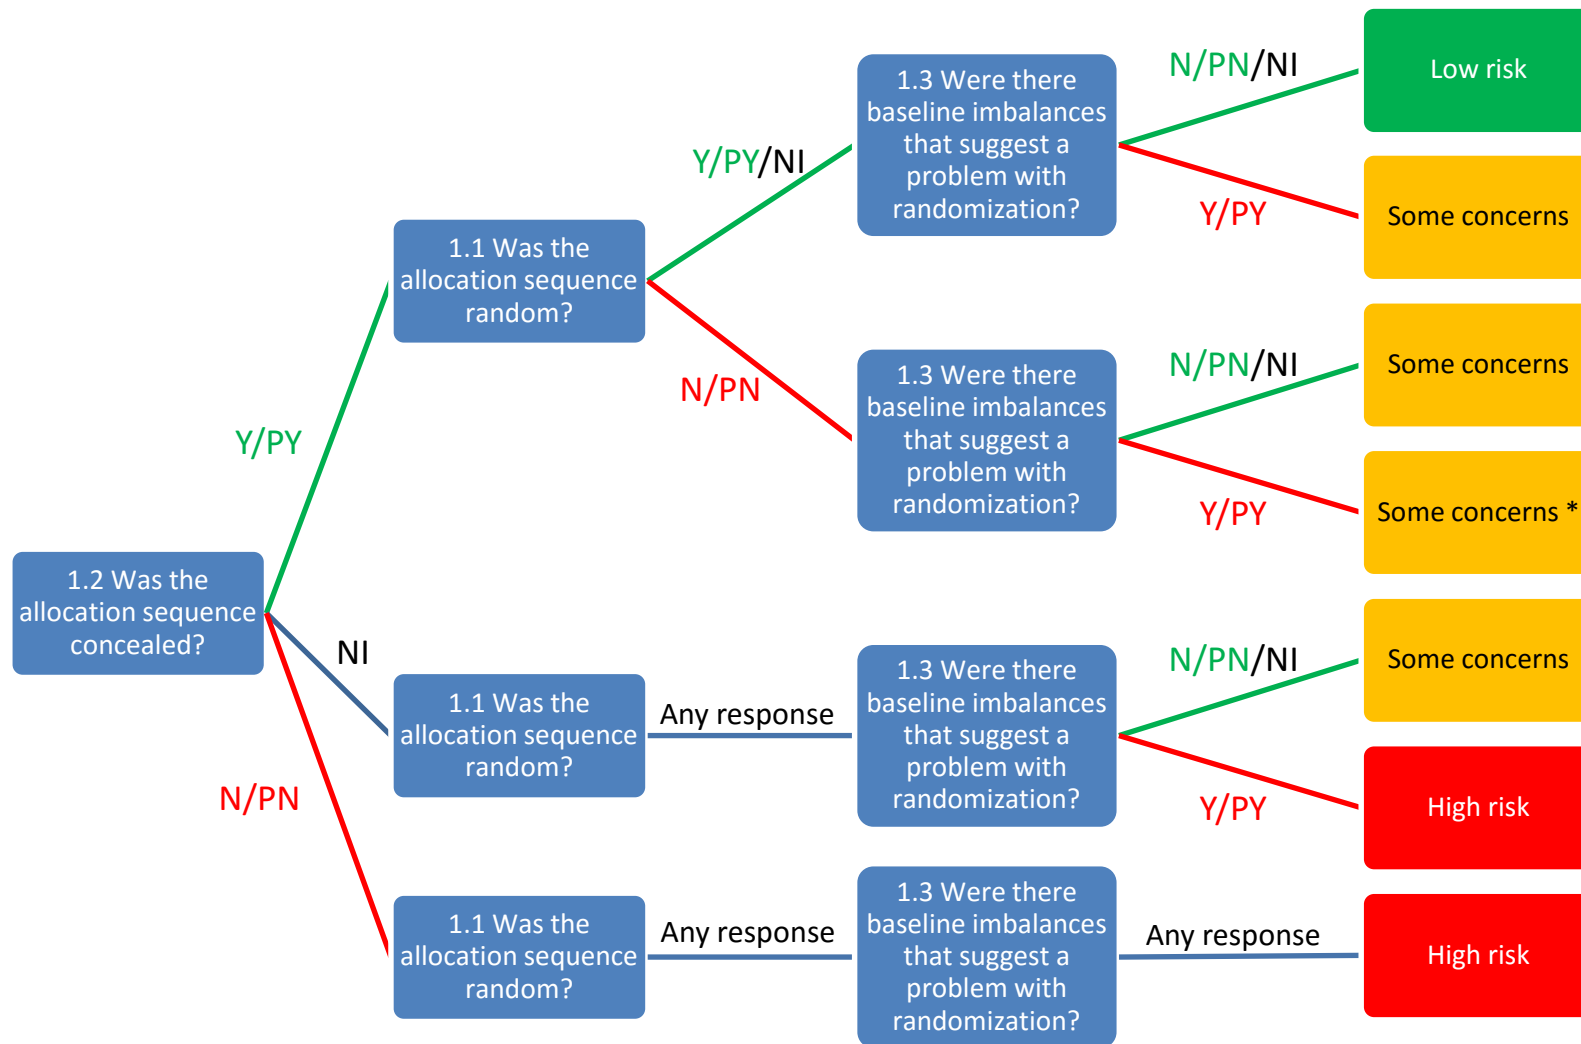 1.2 Was the
allocation sequence
concealed?
Y/PY
NI
N/PN
1.1 Was the
allocation sequence
random?
Y/PY/NI
N/PN
1.1 Was the
allocation sequence
random?
Any response
1.1 Was the
allocation sequence
random?
Any response
1.3 Were there
baseline imbalances
that suggest a
problem with
randomization?
N/PN/NI
Y/PY
1.3 Were there
baseline imbalances
that suggest a
problem with
randomization?
N/PN/NI
Y/PY
1.3 Were there
baseline imbalances
that suggest a
problem with
randomization?
N/PN/NI
Y/PY
1.3 Were there
baseline imbalances
that suggest a
problem with
randomization?
Any response
Low risk
Some concerns
Some concerns
Some concerns *
Some concerns
High risk
High risk